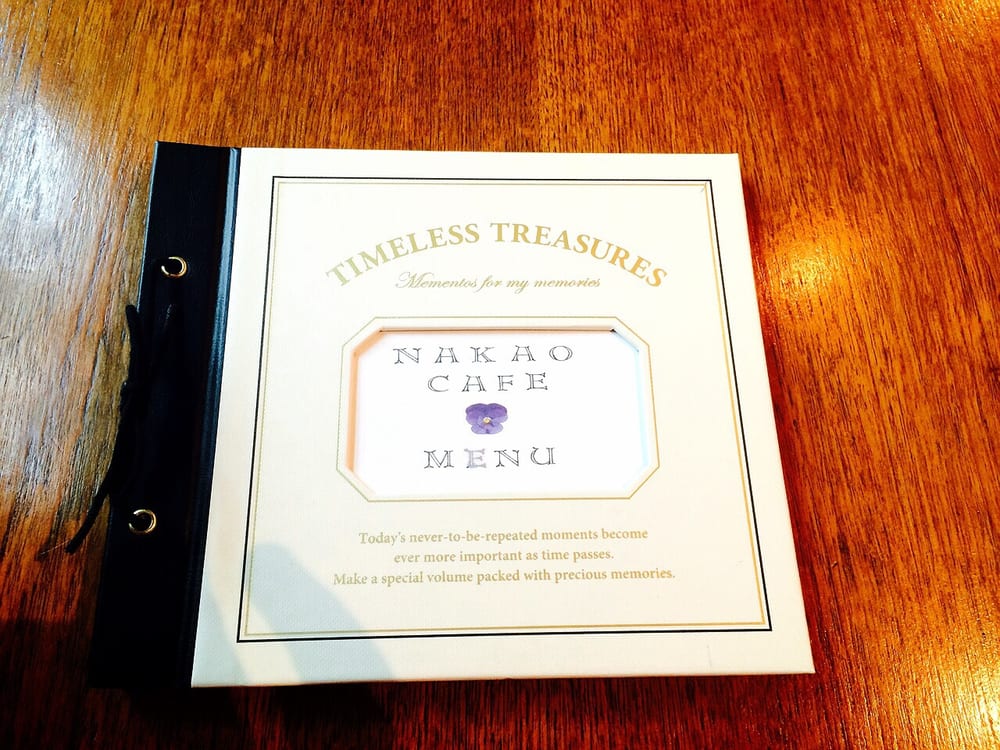 TIMELESS TREASURES
Mementos for my memories
NAKAO
CAFE
MENU
Today's never-to-be-repeated moments become
ever more important as time passes.
Make a special volume packed with precious memories.